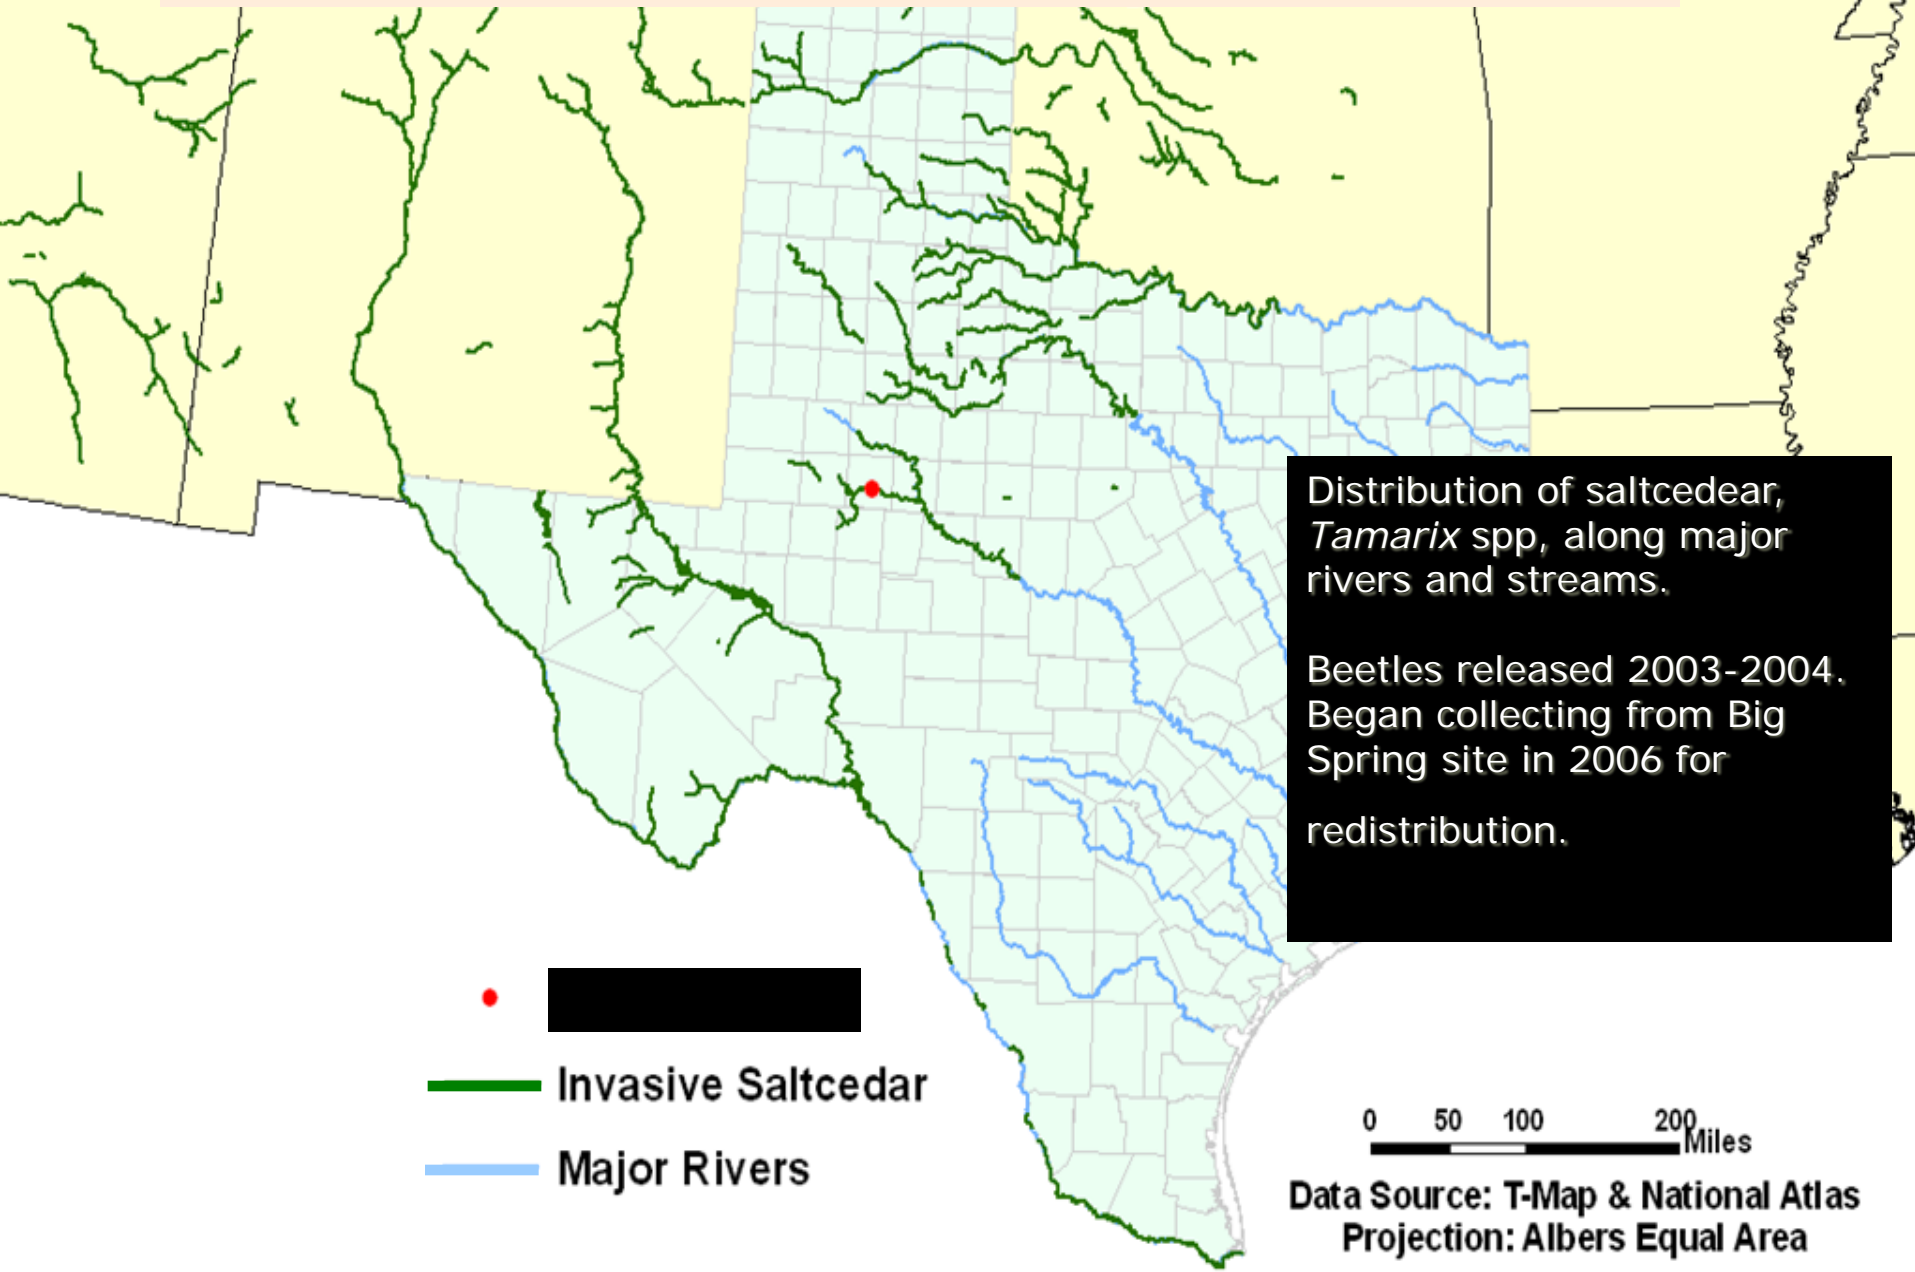 Distribution of saltcedear,
Tamarix spp, along major
rivers and streams.
Beetles released 2003-2004.
Began collecting from Big
Spring site in 2006 for
redistribution.
Invasive Saltcedar
Major Rivers
0 50 100 200
Miles
Data Source: T-Map & National Atlas
Projection: Albers Equal Area